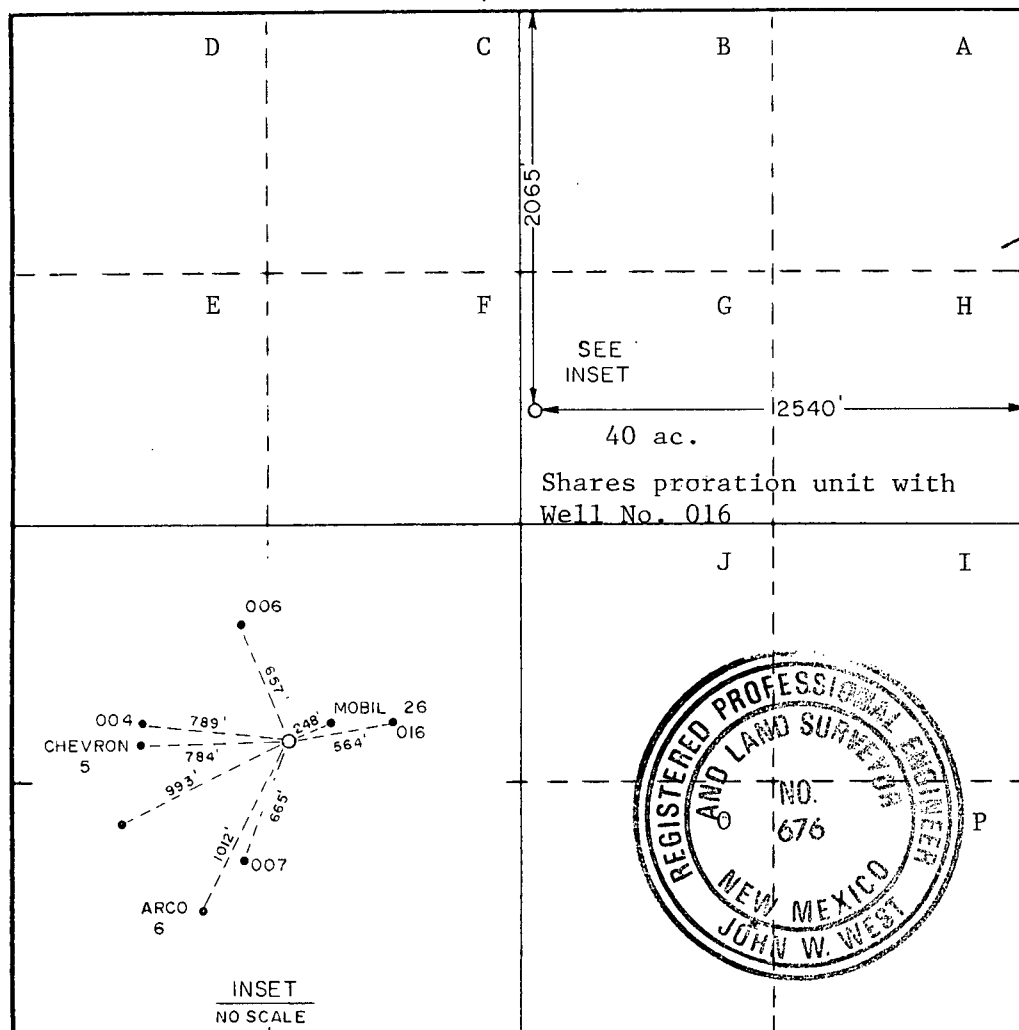 D
C
B
A
2065'
E
F
G
H
SEE
INSET
2540'
40 ac.
Shares proration unit with
Well No. 016
J
I
006
657'
004
789'
248'
MOBIL 26
016
CHEVRON
5
784'
564'
993'
665'
1012'
007
ARCO
6
INSET
NO SCALE
REGISTERED PROFESSIONAL ENGINEER
AND LAND SURVEYOR
NO.
676
NEW MEXICO
JOHN W. WEST
O
P